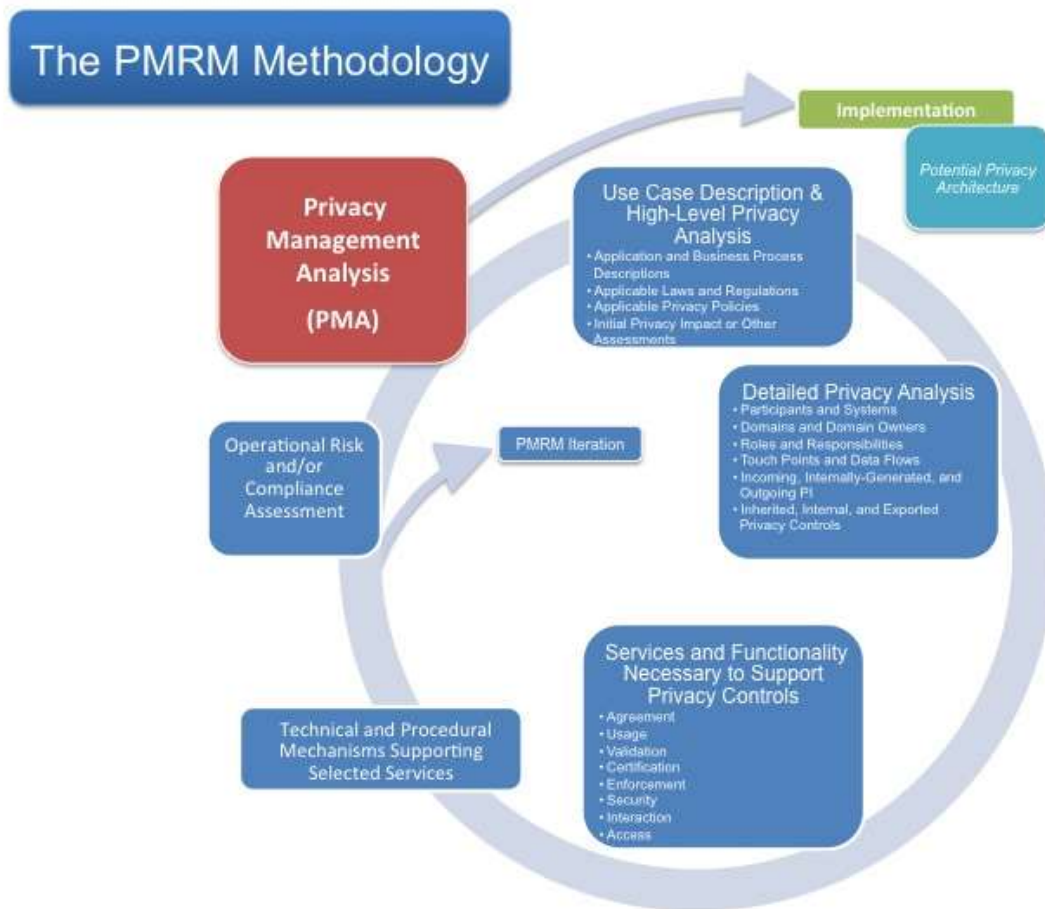 The PMRM Methodology
Implementation
Potential Privacy
Architecture
Privacy
Management
Analysis
(PMA)
Use Case Description &
High-Level Privacy
Analysis
• Application and Business Process
Descriptions
• Applicable Laws and Regulations
• Applicable Privacy Policies
• Initial Privacy Impact or Other
Assessments
Detailed Privacy Analysis
• Participants and Systems
• Domains and Domain Owners
• Roles and Responsibilities
• Touch Points and Data Flows
• Incoming, Internally-Generated, and
Outgoing PI
• Inherited, Internal, and Exported
Privacy Controls
Operational Risk
and/or
Compliance
Assessment
PMRM Iteration
Services and Functionality
Necessary to Support
Privacy Controls
• Agreement
• Usage
• Validation
• Certification
• Enforcement
• Security
• Interaction
• Access
Technical and Procedural
Mechanisms Supporting
Selected Services